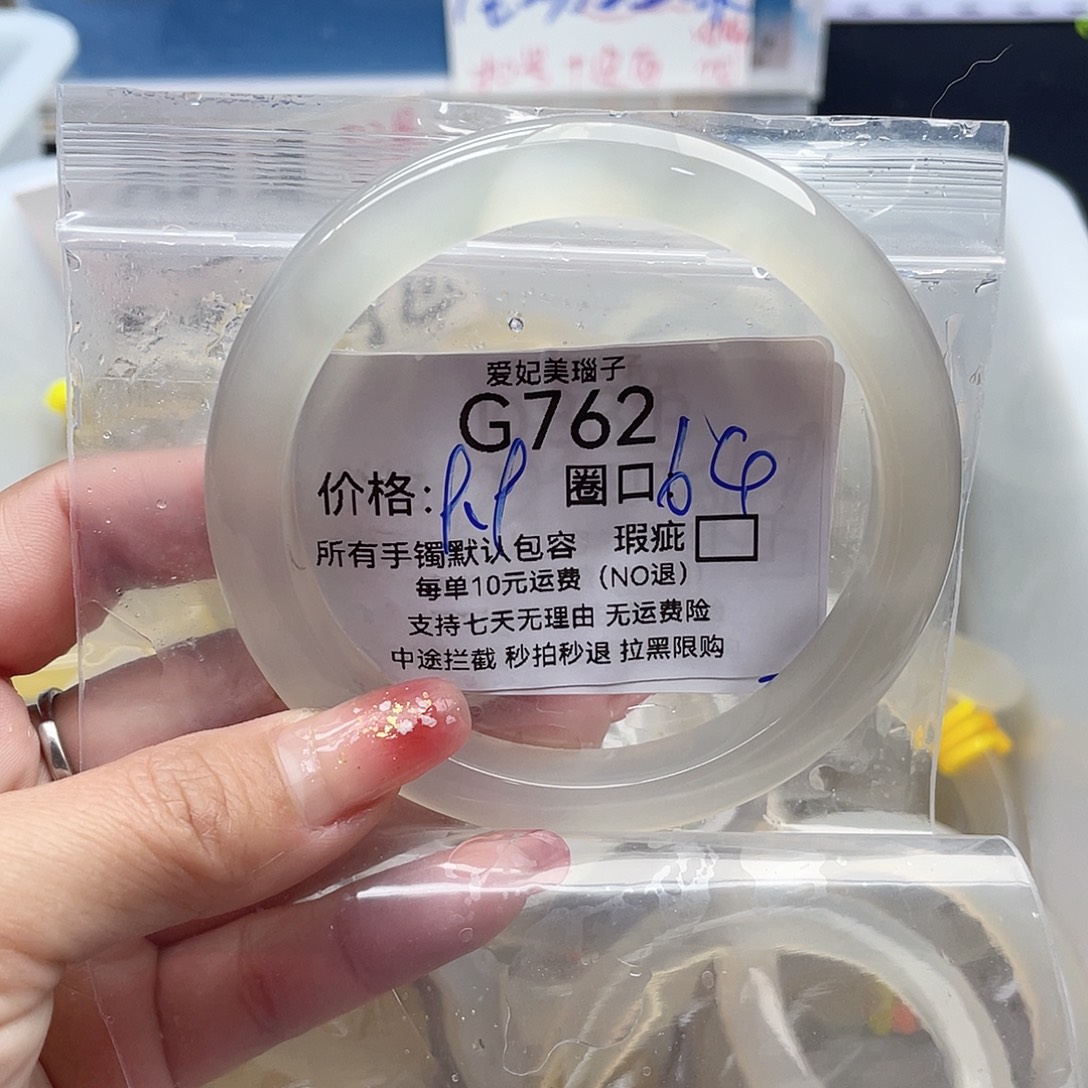 爱妃美瑙子
G762
价格: 圈口: 64
所有手镯默认包容 瑕疵
每单10元运费（NO退）
支持七天无理由 无运费险
中途拦截 秒拍秒退 拉黑限购